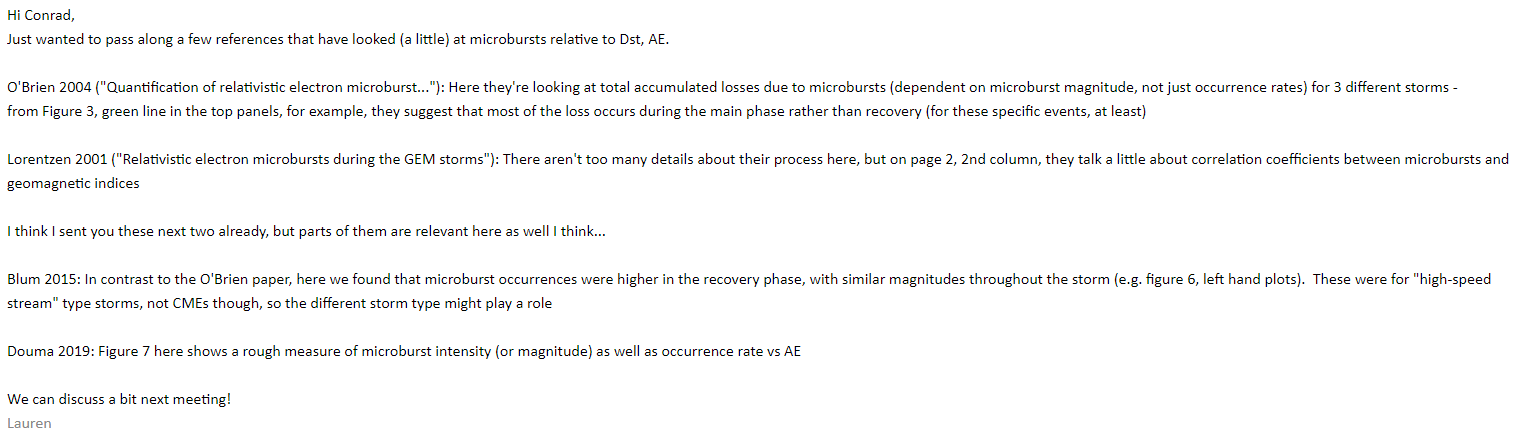 Hi Conrad,
Just wanted to pass along a few references that have looked (a little) at microbursts relative to Dst, AE.
O'Brien 2004 ("Quantification of relativistic electron microburst..."): Here they're looking at total accumulated losses due to microbursts (dependent on microburst magnitude, not just occurrence rates) for 3 different storms -
from Figure 3, green line in the top panels, for example, they suggest that most of the loss occurs during the main phase rather than recovery (for these specific events, at least)
Lorentzen 2001 ("Relativistic electron microbursts during the GEM storms"): There aren't too many details about their process here, but on page 2, 2nd column, they talk a little about correlation coefficients between microbursts and
geomagnetic indices
I think I sent you these next two already, but parts of them are relevant here as well I think...
Blum 2015: In contrast to the O'Brien paper, here we found that microburst occurrences were higher in the recovery phase, with similar magnitudes throughout the storm (e.g. figure 6, left hand plots).  These were for "high-speed
stream" type storms, not CMEs though, so the different storm type might play a role
Douma 2019: Figure 7 here shows a rough measure of microburst intensity (or magnitude) as well as occurrence rate vs AE
We can discuss a bit next meeting!
Lauren